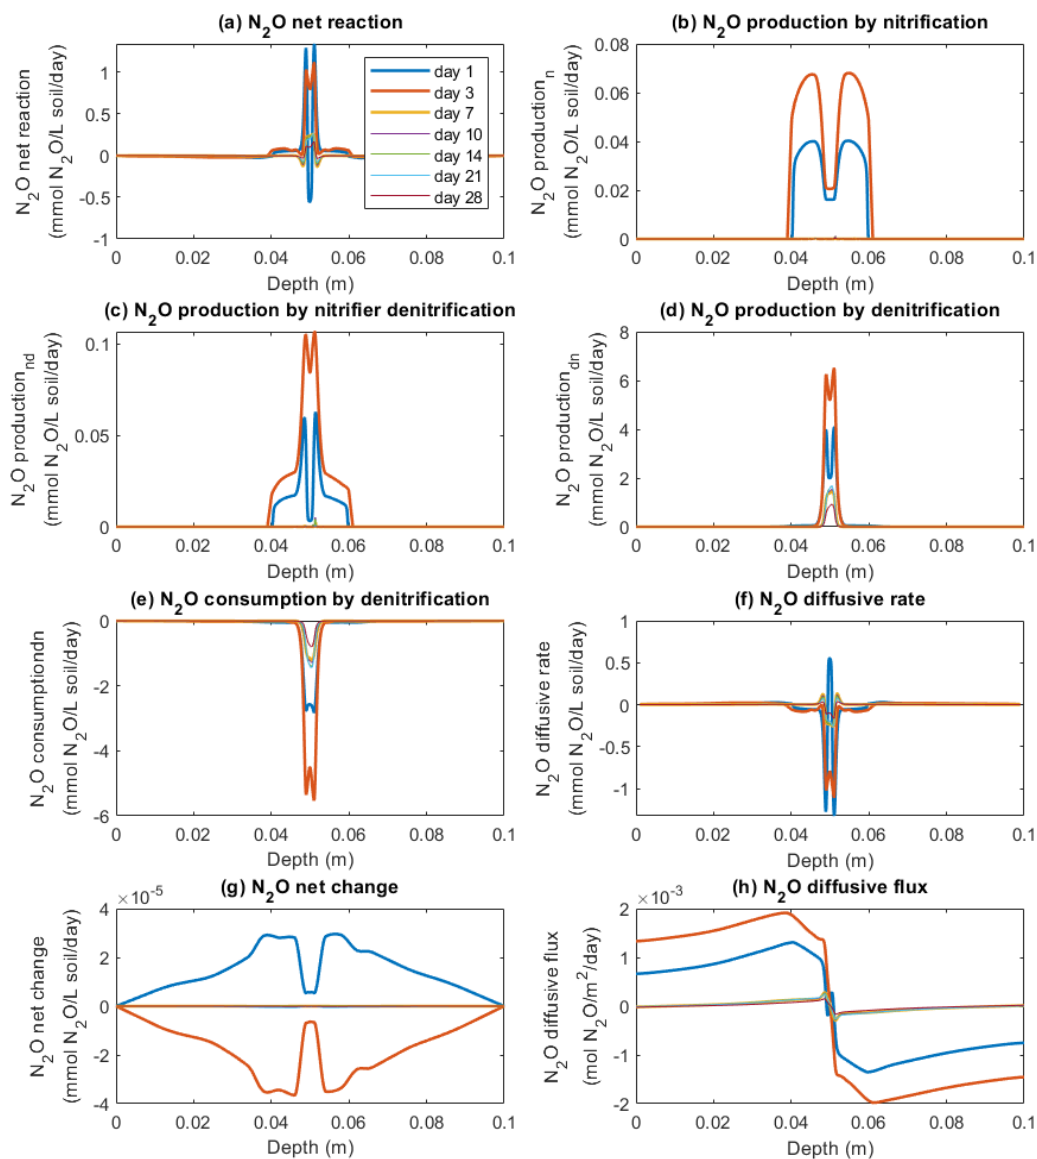 (a) N₂O net reaction
N₂O net reaction
(mmol N₂O/L soil/day)
1
0.5
0
-0.5
-1
day 1
day 3
day 7
day 10
day 14
day 21
day 28
0 0.02 0.04 0.06 0.08 0.1
Depth (m)
(b) N₂O production by nitrification
N₂O productionₙ
(mmol N₂O/L soil/day)
0.08
0.06
0.04
0.02
0
0 0.02 0.04 0.06 0.08 0.1
Depth (m)
(c) N₂O production by nitrifier denitrification
N₂O production_nd
(mmol N₂O/L soil/day)
0.1
0.05
0
0 0.02 0.04 0.06 0.08 0.1
Depth (m)
(d) N₂O production by denitrification
N₂O production_dn
(mmol N₂O/L soil/day)
8
6
4
2
0
0 0.02 0.04 0.06 0.08 0.1
Depth (m)
(e) N₂O consumption by denitrification
N₂O consumptiondn
(mmol N₂O/L soil/day)
0
-2
-4
-6
0 0.02 0.04 0.06 0.08 0.1
Depth (m)
(f) N₂O diffusive rate
N₂O diffusive rate
(mmol N₂O/L soil/day)
1
0.5
0
-0.5
-1
0 0.02 0.04 0.06 0.08 0.1
Depth (m)
(g) N₂O net change
×10⁻⁵
N₂O net change
(mmol N₂O/L soil/day)
4
2
0
-2
-4
0 0.02 0.04 0.06 0.08 0.1
Depth (m)
(h) N₂O diffusive flux
×10⁻³
N₂O diffusive flux
(mol N₂O/m²/day)
2
1
0
-1
-2
0 0.02 0.04 0.06 0.08 0.1
Depth (m)